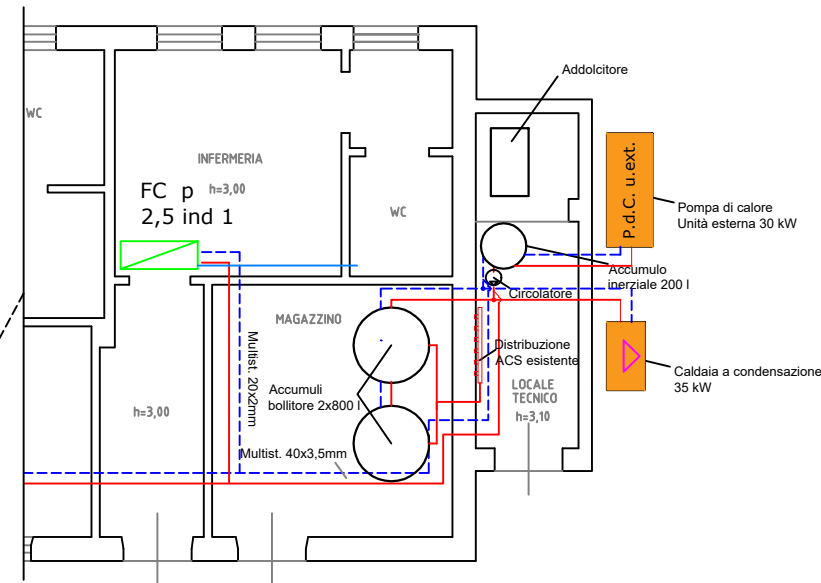 Addolcitore
WC
INFERMERIA
FC p
h=3,00
2,5 ind 1
WC
P.d.C. u.ext.
Pompa di calore
Unità esterna 30 kW
Accumulo
inerziale 200 l
Circolatore
MAGAZZINO
Multist. 20x2mm
Distribuzione
ACS esistente
Caldaia a condensazione
35 kW
Accumuli
bollitore 2x800 l
LOCALE
TECNICO
h=3,10
h=3,00
Multist. 40x3,5mm